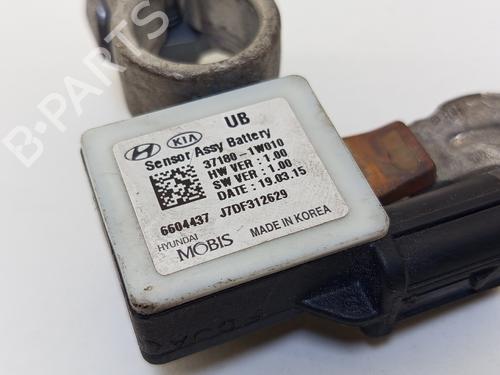 UB
KIA
Sensor Assy Battery
37180-1W010
HW VER : 1.00
SW VER : 1.00
DATE : 19.03.15
6604437 J7DF312629
HYUNDAI
MOBIS MADE IN KOREA
B-PARTS